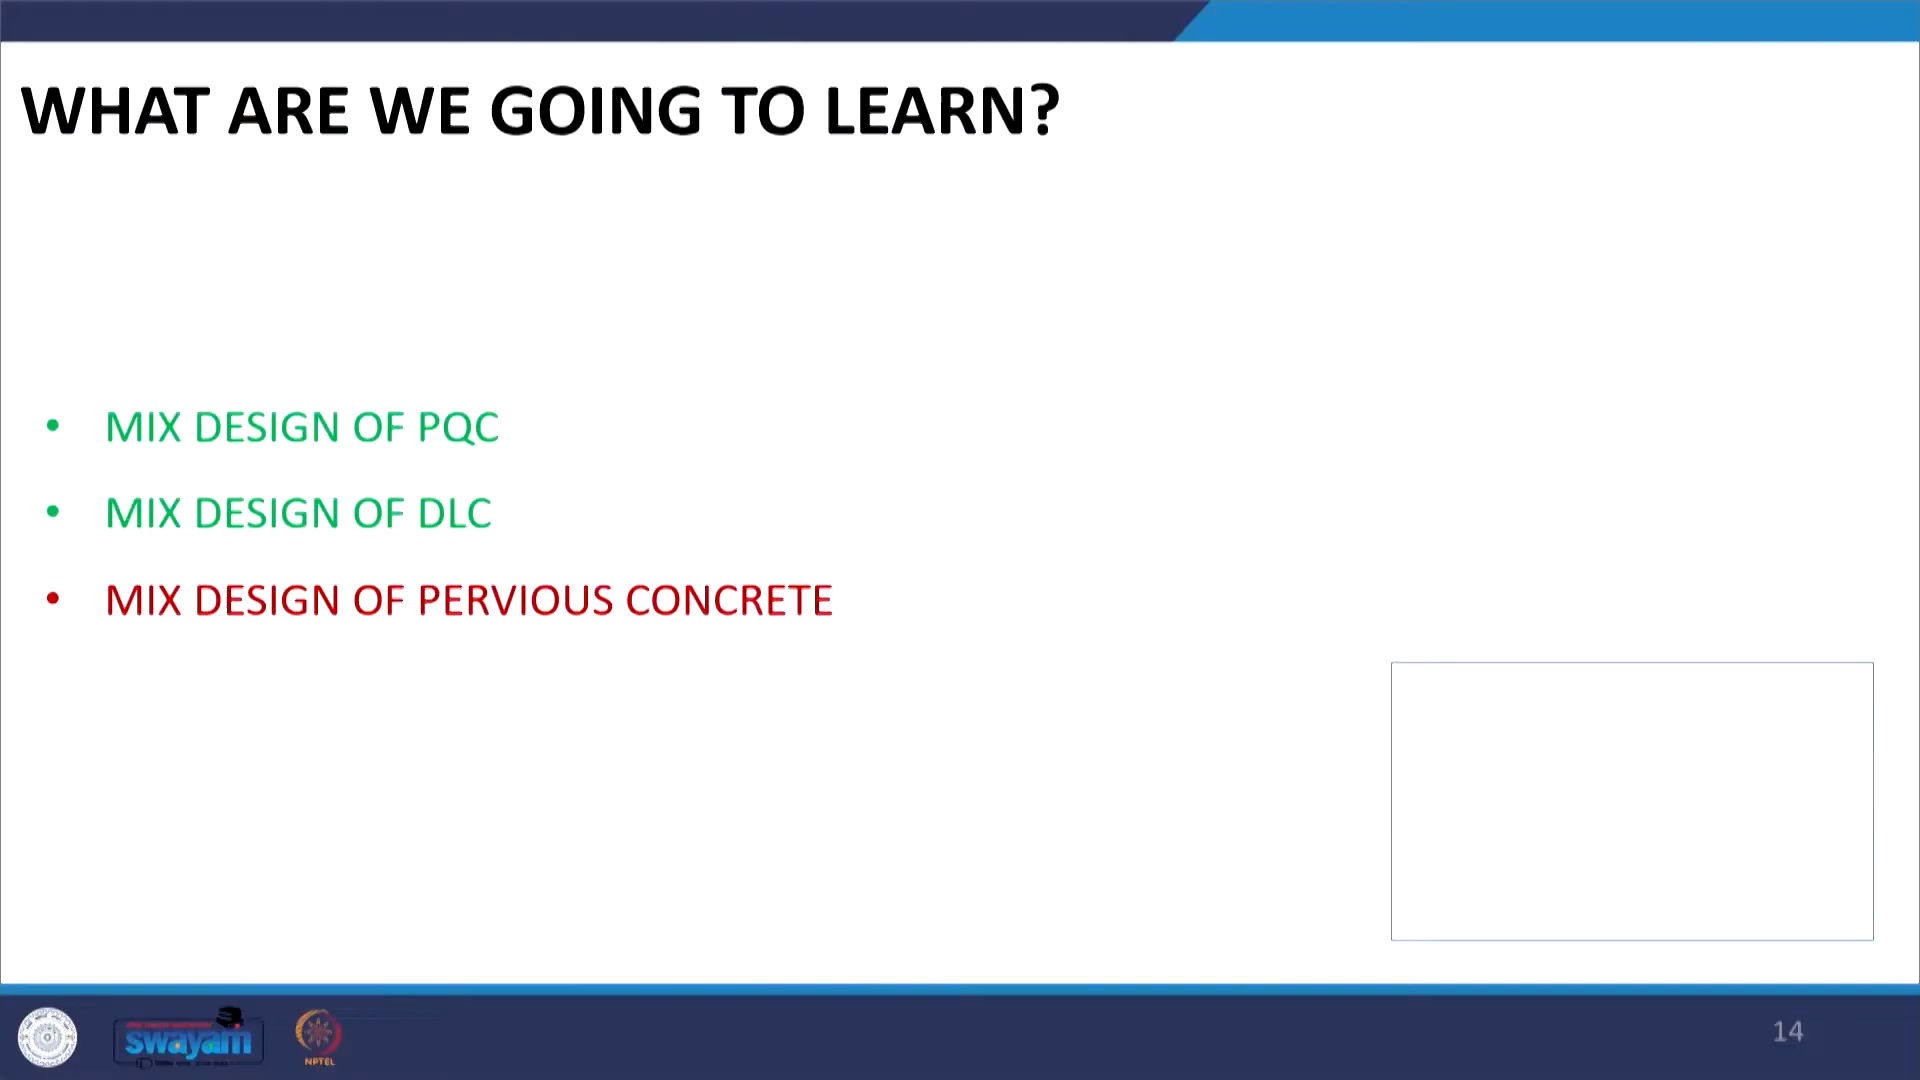 WHAT ARE WE GOING TO LEARN?
• MIX DESIGN OF PQC
• MIX DESIGN OF DLC
• MIX DESIGN OF PERVIOUS CONCRETE
swayam
NPTEL
14